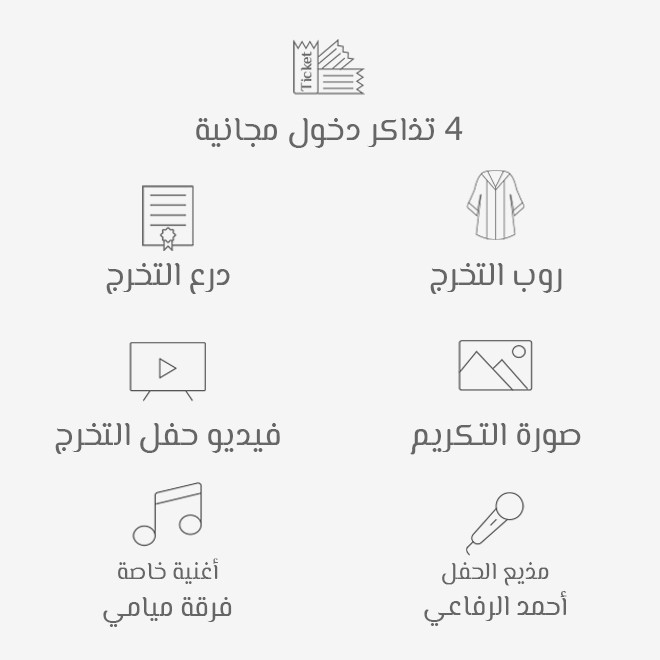 Ticket
4 تذاكر دخول مجانية
روب التخرج
درع التخرج
صورة التكريم
فيديو حفل التخرج
مذيع الحفل
أحمد الرفاعي
أغنية خاصة
فرقة ميامي